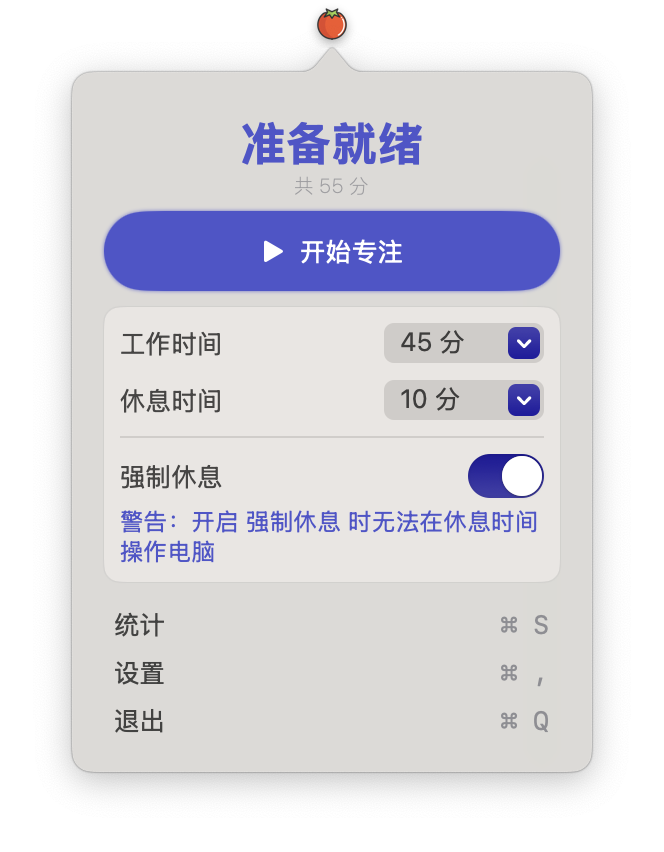 准备就绪
共 55 分
开始专注
工作时间 45 分
休息时间 10 分
强制休息
警告：开启 强制休息 时无法在休息时间
操作电脑
统计 ⌘ S
设置 ⌘ ,
退出 ⌘ Q